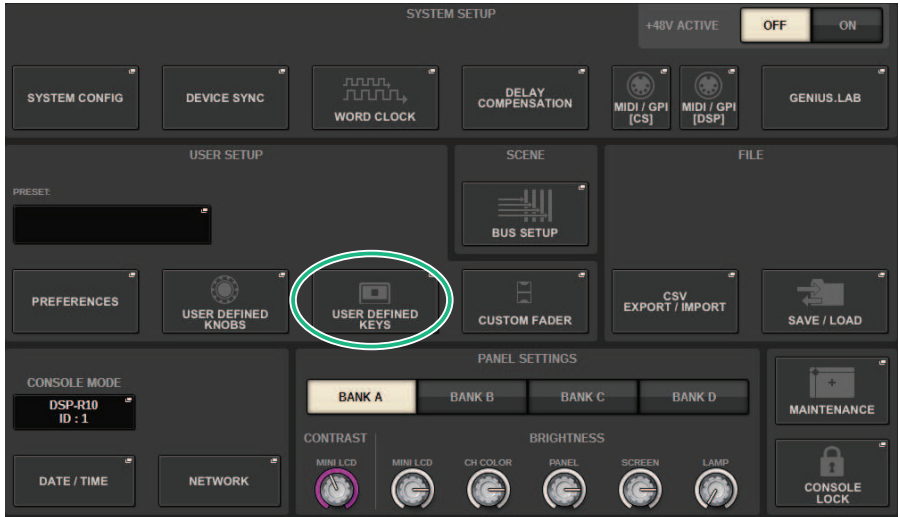 SYSTEM SETUP
+48V ACTIVE
OFF
ON
SYSTEM CONFIG
DEVICE SYNC
WORD CLOCK
DELAY
COMPENSATION
MIDI / GPI
[CS]
MIDI / GPI
[DSP]
GENIUS.LAB
USER SETUP
SCENE
FILE
PRESET:
BUS SETUP
PREFERENCES
USER DEFINED
KNOBS
USER DEFINED
KEYS
CUSTOM FADER
CSV
EXPORT / IMPORT
SAVE / LOAD
CONSOLE MODE
DSP-R10
ID : 1
DATE / TIME
NETWORK
PANEL SETTINGS
BANK A
BANK B
BANK C
BANK D
CONTRAST
BRIGHTNESS
MINI LCD
MINI LCD
CH COLOR
PANEL
SCREEN
LAMP
MAINTENANCE
CONSOLE
LOCK